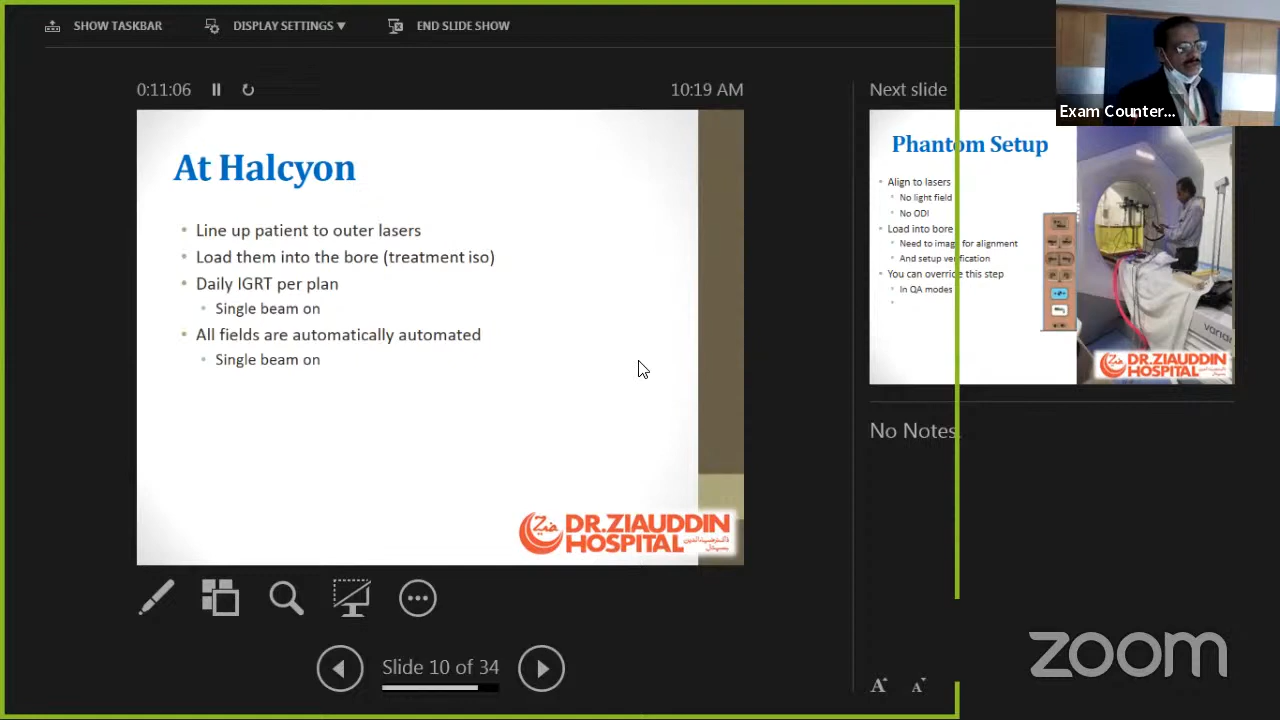 SHOW TASKBAR DISPLAY SETTINGS ▼ END SLIDE SHOW
0:11:06 10:19 AM
At Halcyon
• Line up patient to outer lasers
• Load them into the bore (treatment iso)
• Daily IGRT per plan
• Single beam on
• All fields are automatically automated
• Single beam on
Zia DR.ZIAUDDIN
HOSPITAL
Slide 10 of 34
Next slide
Exam Counter...
Phantom Setup
• Align to lasers
• No light field
• No ODI
• Load into bore
• Need to image for alignment
• And setup verification
• You can override this step
• In QA modes
varian
DR.ZIAUDDIN
HOSPITAL
No Notes.
zoom
A A